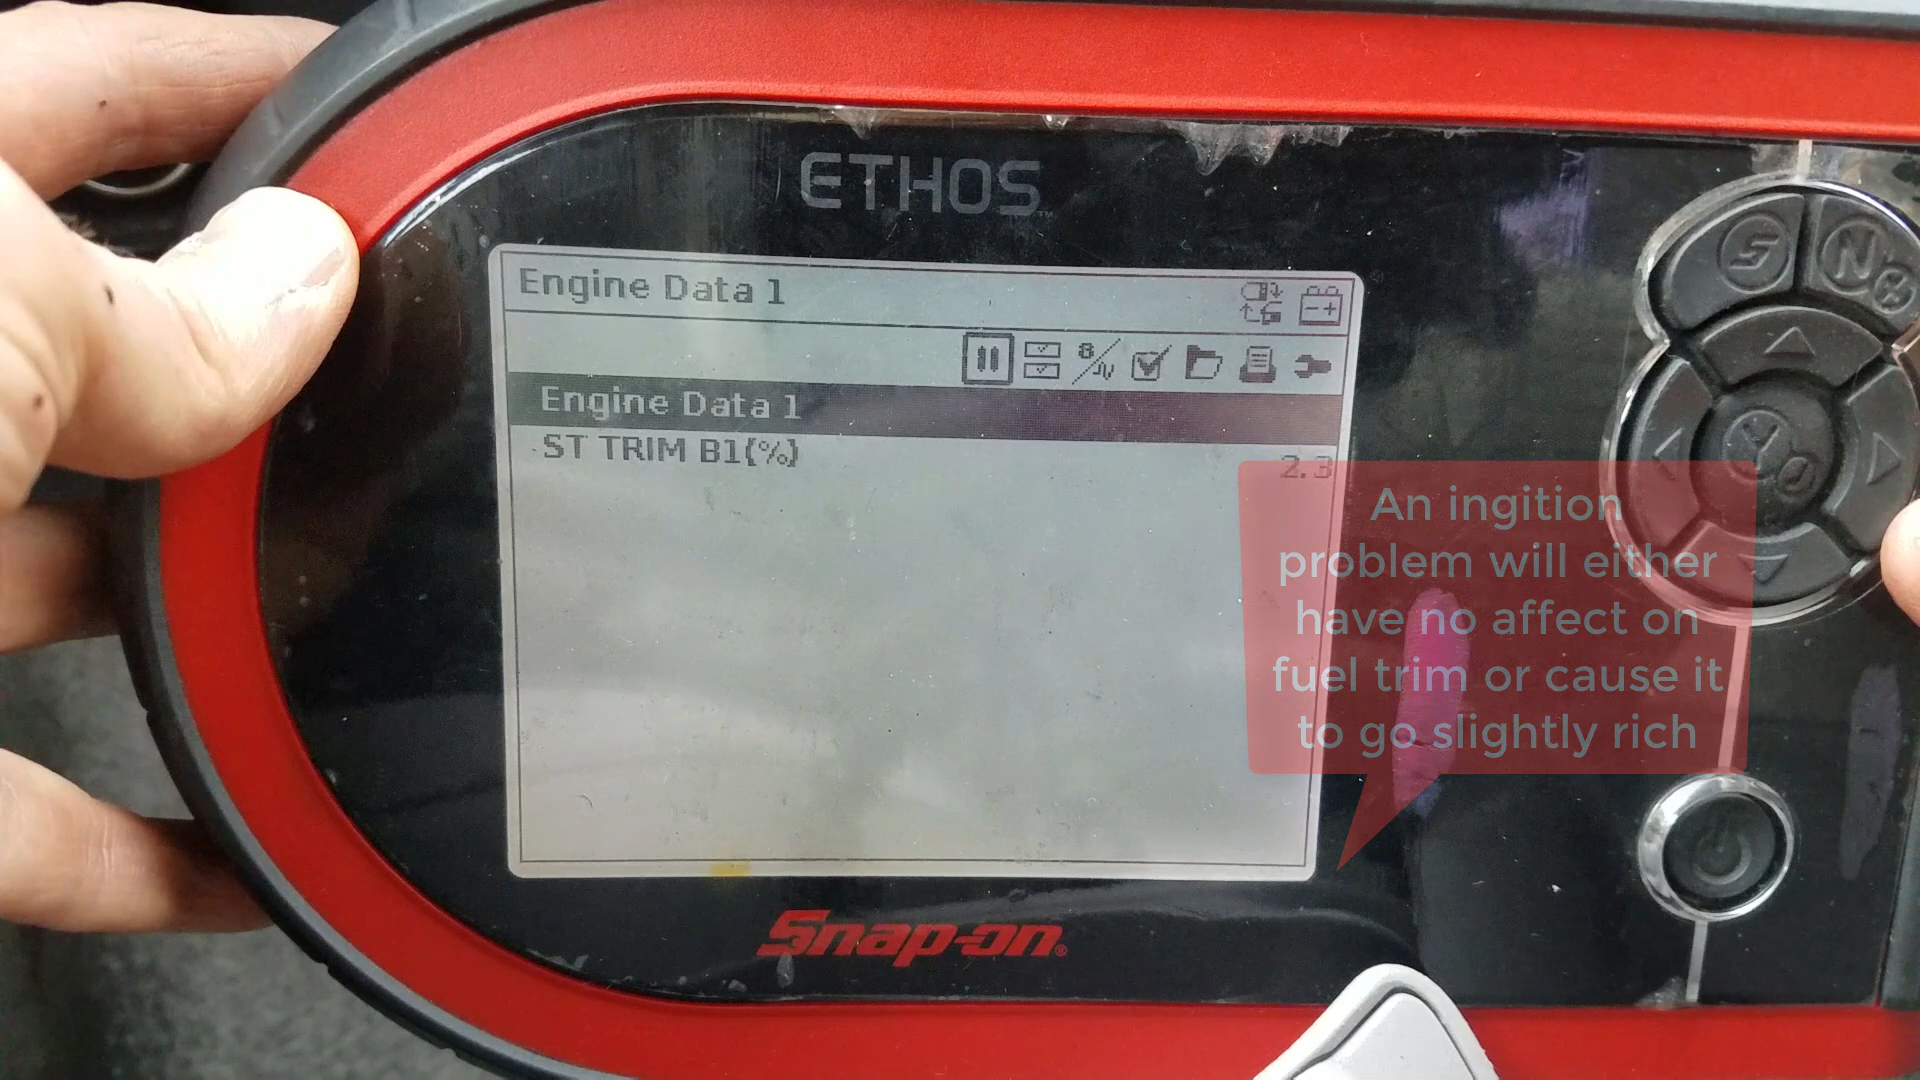 ETHOS
Engine Data 1
Engine Data 1
ST TRIM B1(%)
2.3
An ingition
problem will either
have no affect on
fuel trim or cause it
to go slightly rich
S
N
Y
Snap-on®